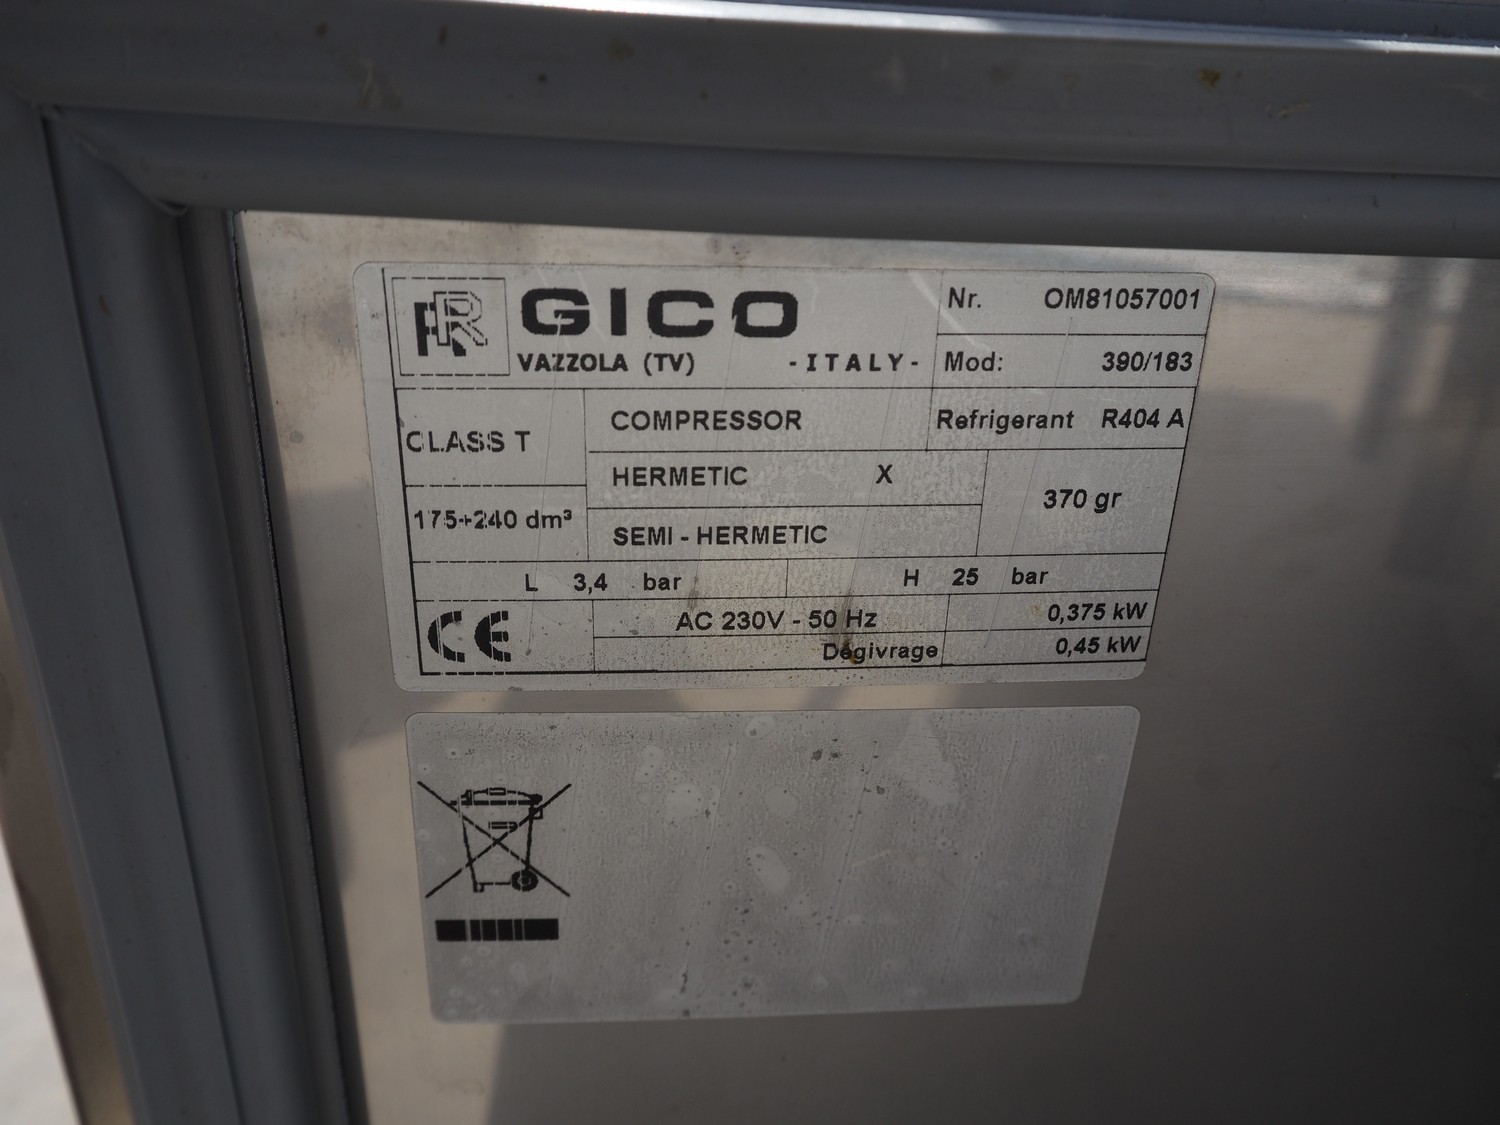 R GICO
VAZZOLA (TV) - ITALY -
Nr. OM81057001
Mod: 390/183
CLASS T
COMPRESSOR
Refrigerant R404 A
HERMETIC X
370 gr
175÷240 dm³
SEMI - HERMETIC
L 3,4 bar H 25 bar
CE AC 230V - 50 Hz 0,375 kW
Dégivrage 0,45 kW